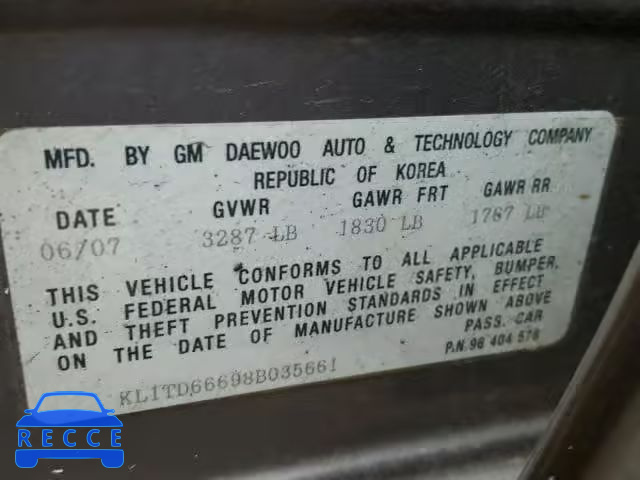 MFD. BY GM DAEWOO AUTO & TECHNOLOGY COMPANY
REPUBLIC OF KOREA
DATE GVWR GAWR FRT GAWR RR
06/07 3287 LB 1830 LB 1787 LB
THIS VEHICLE CONFORMS TO ALL APPLICABLE
U.S. FEDERAL MOTOR VEHICLE SAFETY, BUMPER,
AND THEFT PREVENTION STANDARDS IN EFFECT
ON THE DATE OF MANUFACTURE SHOWN ABOVE
PASS. CAR
P.N. 96 404 576
KL1TD66698B035661
RECCE